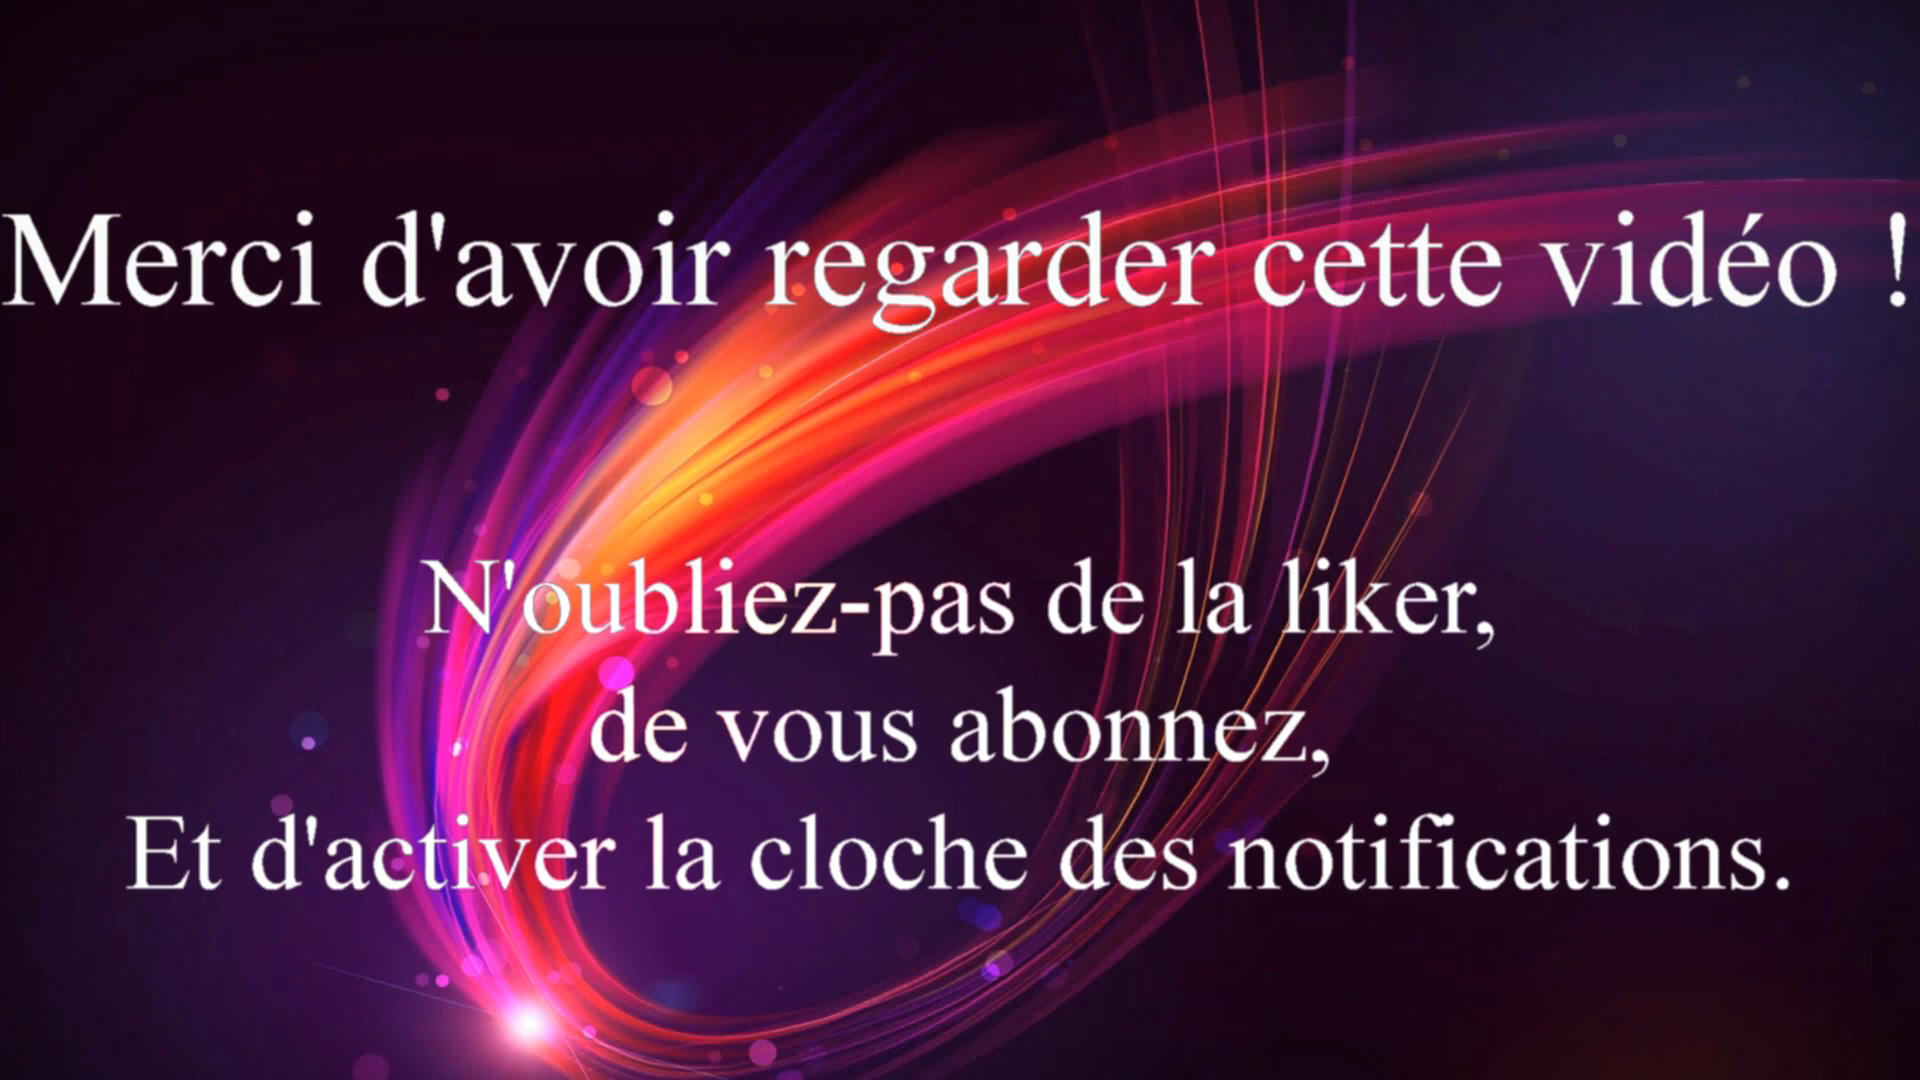 Merci d'avoir regarder cette vidéo !
N'oubliez-pas de la liker,
de vous abonnez,
Et d'activer la cloche des notifications.